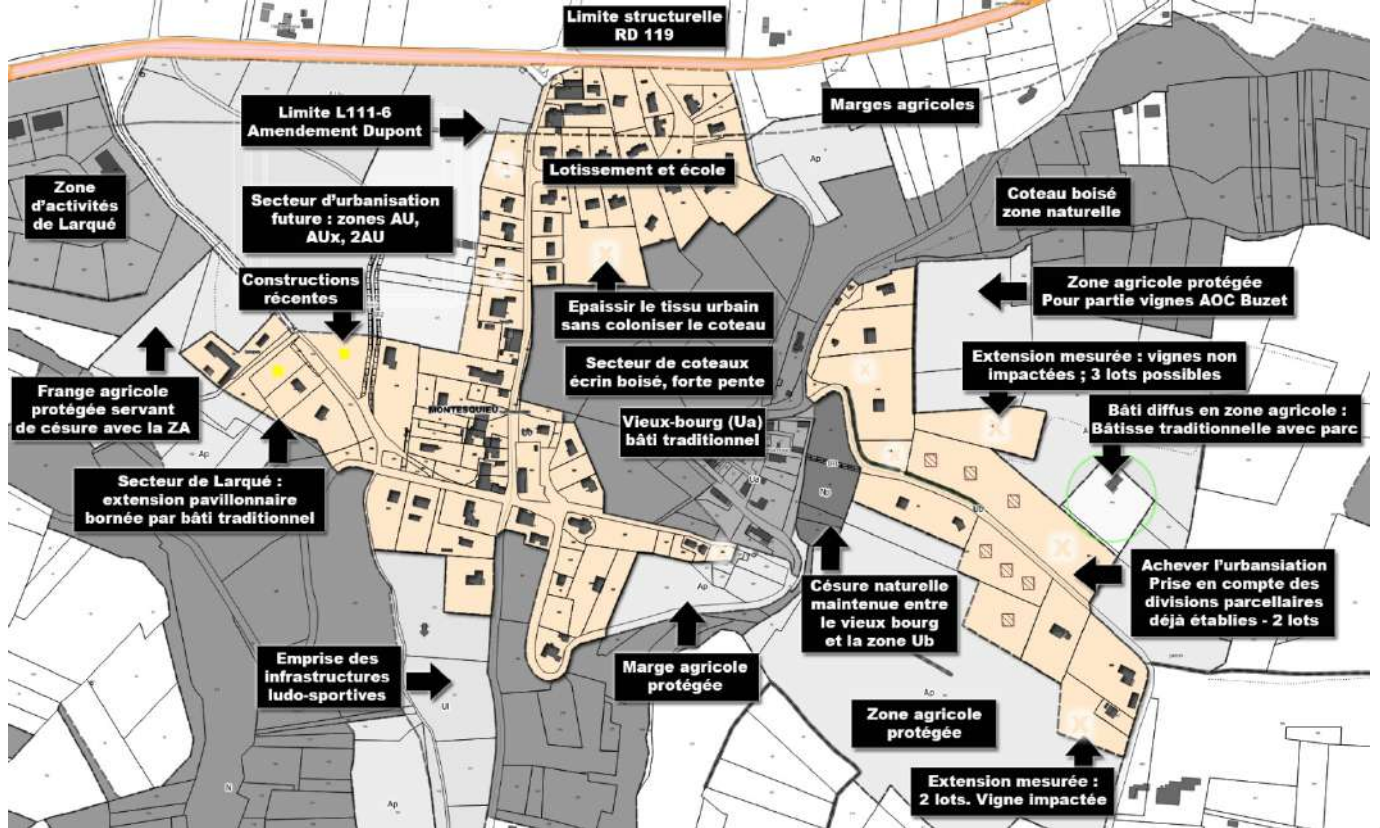 Limite structurelle
RD 119
Limite L111-6
Amendement Dupont
Marges agricoles
Lotissement et école
Ap
Zone
d'activités
de Larqué
Secteur d'urbanisation
future : zones AU,
AUx, 2AU
Coteau boisé
zone naturelle
Constructions
récentes
Epaissir le tissu urbain
sans coloniser le coteau
Zone agricole protégée
Pour partie vignes AOC Buzet
Secteur de coteaux
écrin boisé, forte pente
Extension mesurée : vignes non
impactées ; 3 lots possibles
Frange agricole
protégée servant
de césure avec la ZA
MONTESQUIEU
Vieux-bourg (Ua)
bâti traditionnel
Bâti diffus en zone agricole :
Bâtisse traditionnelle avec parc
Ub
Ap
Ua
Np
Ub
Secteur de Larqué :
extension pavillonnaire
bornée par bâti traditionnel
Ap
Césure naturelle
maintenue entre
le vieux bourg
et la zone Ub
Achever l'urbansiation
Prise en compte des
divisions parcellaires
déjà établies - 2 lots
Emprise des
infrastructures
ludo-sportives
Marge agricole
protégée
Ul
Ap
Zone agricole
protégée
N
Ap
Extension mesurée :
2 lots. Vigne impactée